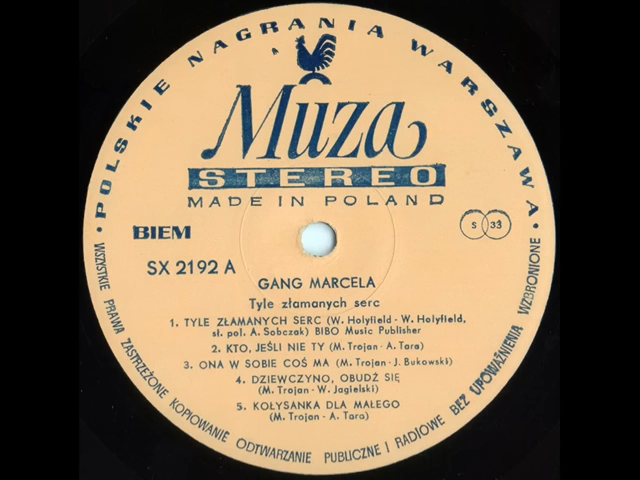 • POLSKIE NAGRANIA WARSZAWA •
Muza
STEREO
MADE IN POLAND
BIEM
S 33
SX 2192 A
GANG MARCELA
Tyle złamanych serc
1. TYLE ZŁAMANYCH SERC (W. Holyfield - W. Holyfield,
sł. pol. A. Sobczak) BIBO Music Publisher
2. KTO, JEŚLI NIE TY (M. Trojan - A. Tara)
3. ONA W SOBIE COŚ MA (M. Trojan - J. Bukowski)
4. DZIEWCZYNO, OBUDŹ SIĘ
(M. Trojan - W. Jagielski)
5. KOŁYSANKA DLA MAŁEGO
(M. Trojan - A. Tara)
WSZYSTKIE PRAWA ZASTRZEŻONE KOPIOWANIE ODTWARZANIE PUBLICZNE I RADIOWE BEZ UPOWAŻNIENIA WZBRONIONE